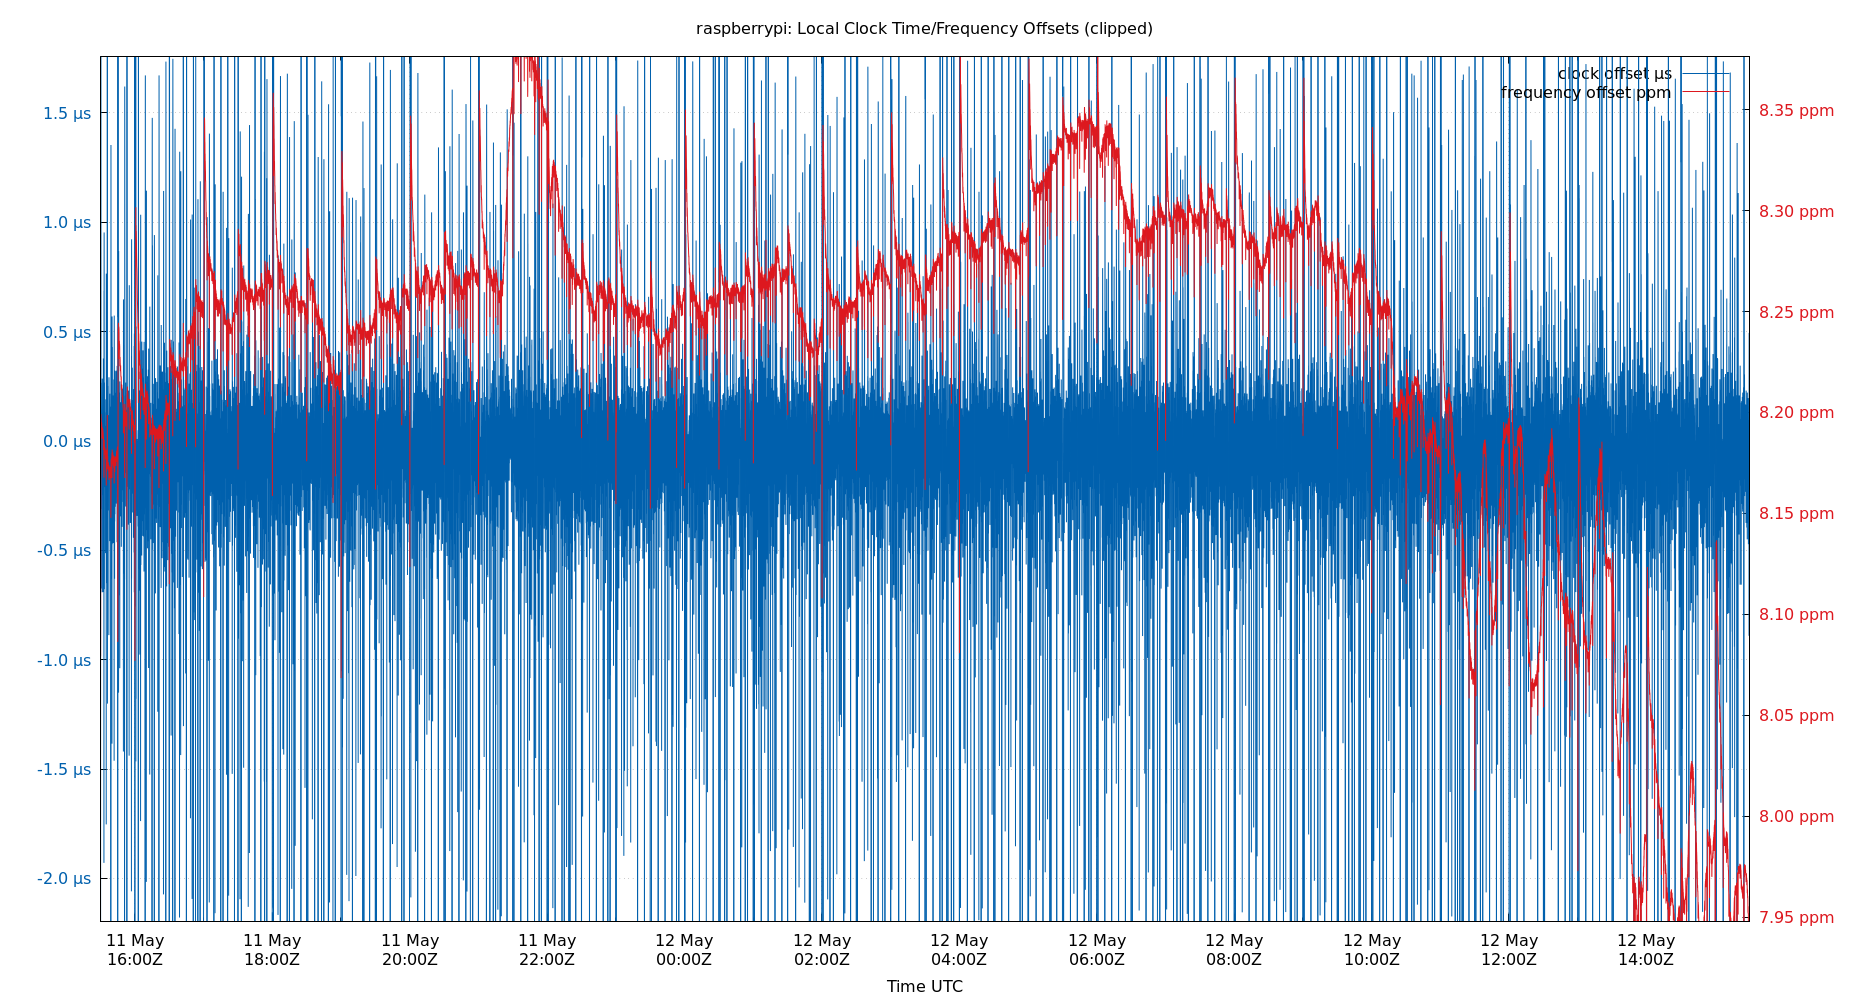 raspberrypi: Local Clock Time/Frequency Offsets (clipped)
clock offset µs
frequency offset ppm
1.5 µs
1.0 µs
0.5 µs
0.0 µs
-0.5 µs
-1.0 µs
-1.5 µs
-2.0 µs
8.35 ppm
8.30 ppm
8.25 ppm
8.20 ppm
8.15 ppm
8.10 ppm
8.05 ppm
8.00 ppm
7.95 ppm
11 May 11 May 11 May 11 May 12 May 12 May 12 May 12 May 12 May 12 May 12 May 12 May
16:00Z 18:00Z 20:00Z 22:00Z 00:00Z 02:00Z 04:00Z 06:00Z 08:00Z 10:00Z 12:00Z 14:00Z
Time UTC